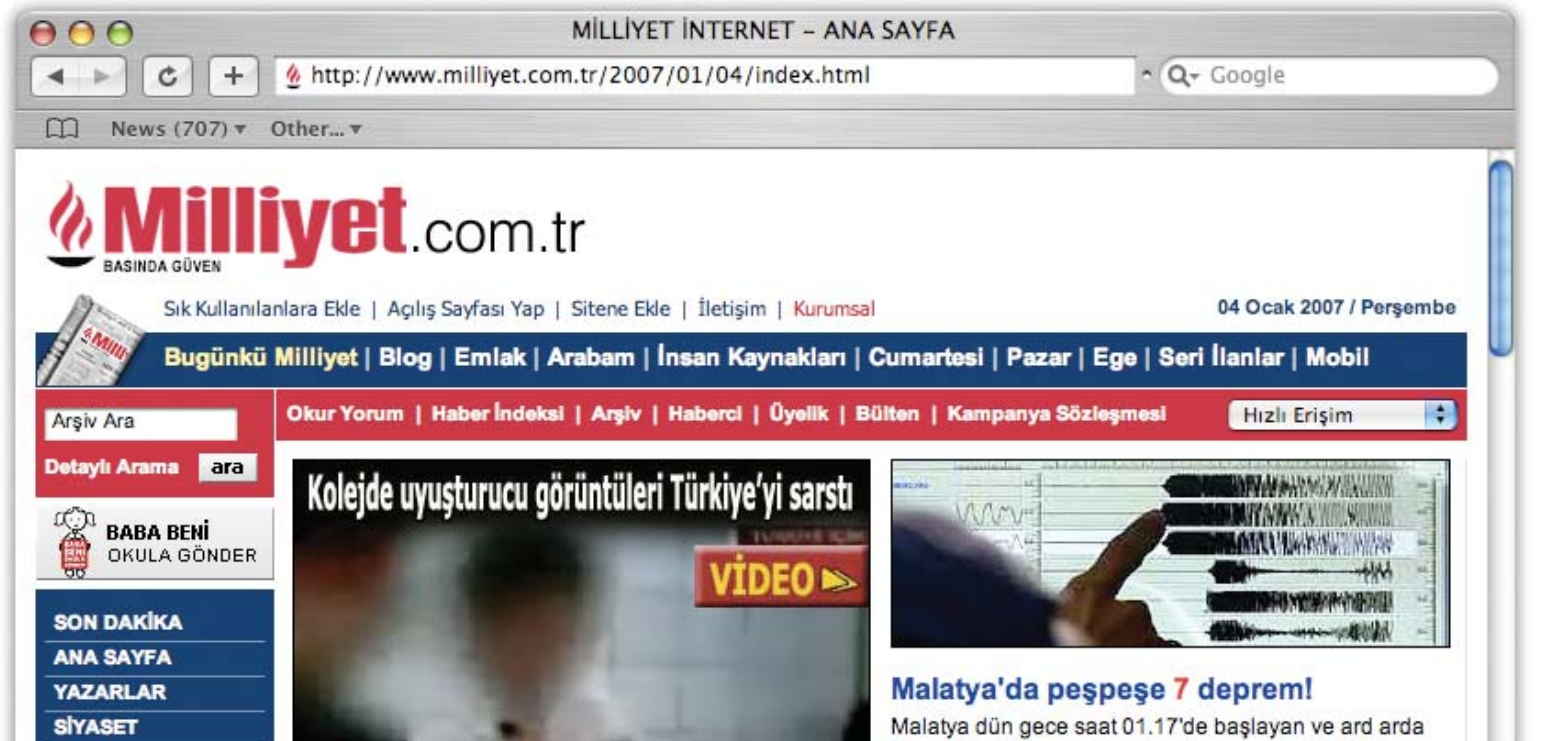 MİLLİYET İNTERNET – ANA SAYFA
http://www.milliyet.com.tr/2007/01/04/index.html
Google
News (707) Other...
Milliyet.com.tr
BASINDA GÜVEN
Sık Kullanılanlara Ekle | Açılış Sayfası Yap | Sitene Ekle | İletişim | Kurumsal
04 Ocak 2007 / Perşembe
Bugünkü Milliyet | Blog | Emlak | Arabam | İnsan Kaynakları | Cumartesi | Pazar | Ege | Seri İlanlar | Mobil
Arşiv Ara
Okur Yorum | Haber İndeksi | Arşiv | Haberci | Üyelik | Bülten | Kampanya Sözleşmesi
Hızlı Erişim
Detaylı Arama ara
Kolejde uyuşturucu görüntüleri Türkiye'yi sarstı
VİDEO
BABA BENİ
OKULA GÖNDER
SON DAKİKA
ANA SAYFA
YAZARLAR
SİYASET
Malatya'da peşpeşe 7 deprem!
Malatya dün gece saat 01.17'de başlayan ve ard arda